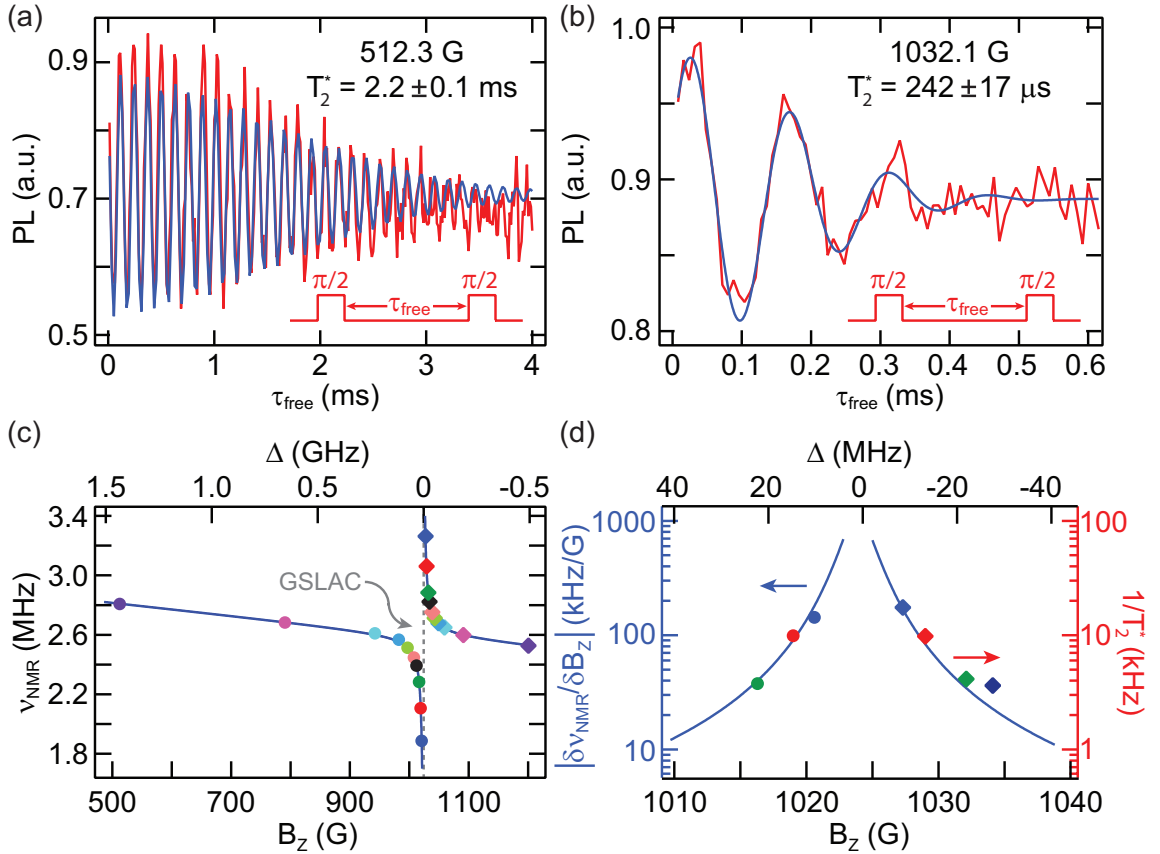 (a)
512.3 G
T₂* = 2.2 ±0.1 ms
0.9
0.7
0.5
PL (a.u.)
π/2
π/2
τfree
0
1
2
3
4
τfree (ms)
(b)
1032.1 G
T₂* = 242 ±17 μs
1.0
0.9
0.8
PL (a.u.)
π/2
π/2
τfree
0
0.1
0.2
0.3
0.4
0.5
0.6
τfree (ms)
(c)
Δ (GHz)
1.5
1.0
0.5
0
-0.5
3.4
3.0
2.6
2.2
1.8
νNMR (MHz)
GSLAC
500
700
900
1100
BZ (G)
(d)
Δ (MHz)
40
20
0
-20
-40
1000
100
10
|δνNMR/δBZ| (kHz/G)
100
10
1
1/T₂* (kHz)
1010
1020
1030
1040
BZ (G)